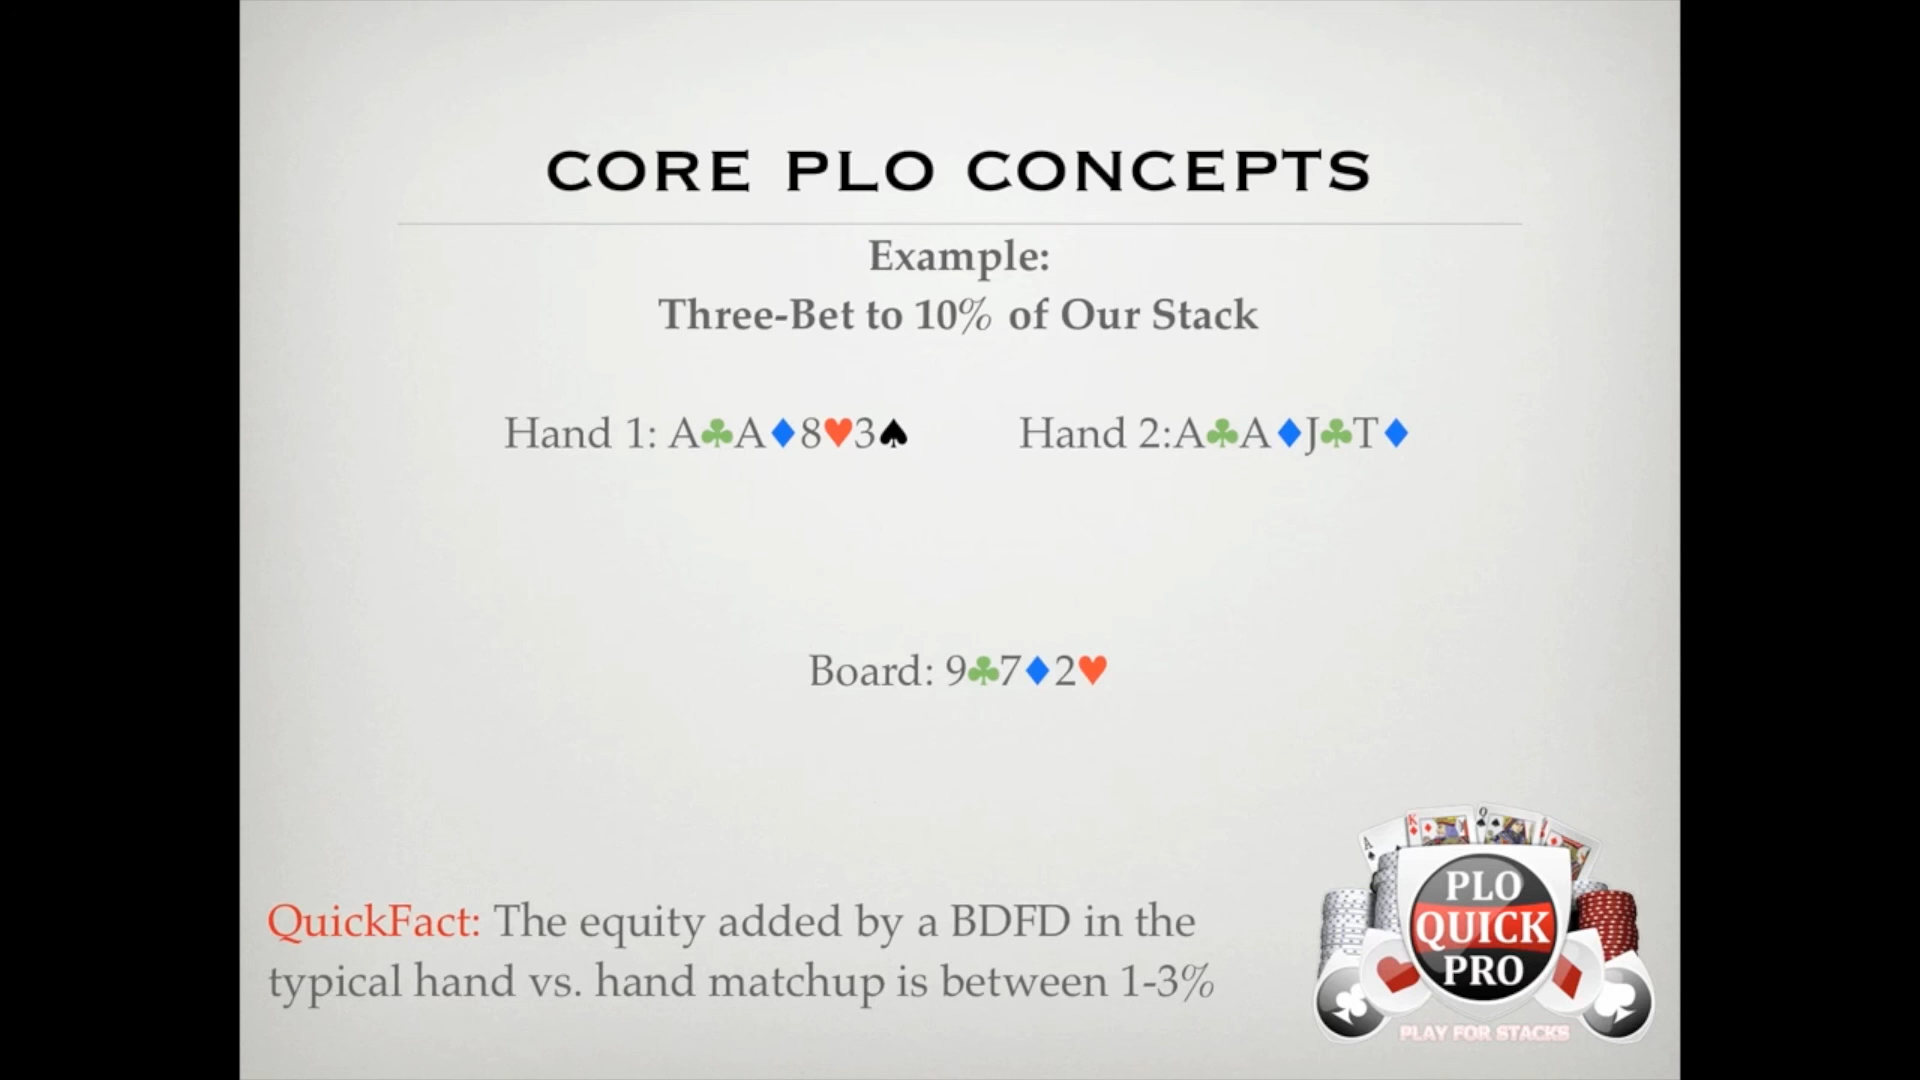 CORE PLO CONCEPTS
Example:
Three-Bet to 10% of Our Stack
Hand 1: A♣A♦8♥3♠ Hand 2:A♣A♦J♣T♦
Board: 9♣7♦2♥
QuickFact: The equity added by a BDFD in the
typical hand vs. hand matchup is between 1-3%
A K Q
PLO
QUICK
PRO
PLAY FOR STACKS